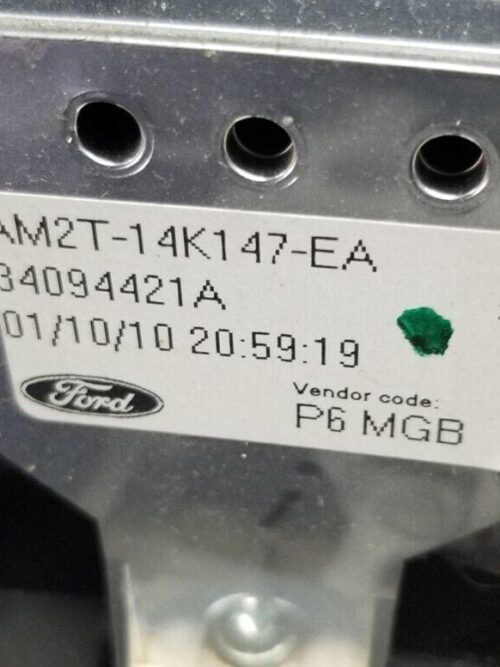 AM2T-14K147-EA
34094421A
01/10/10 20:59:19
Ford
Vendor code:
P6 MGB